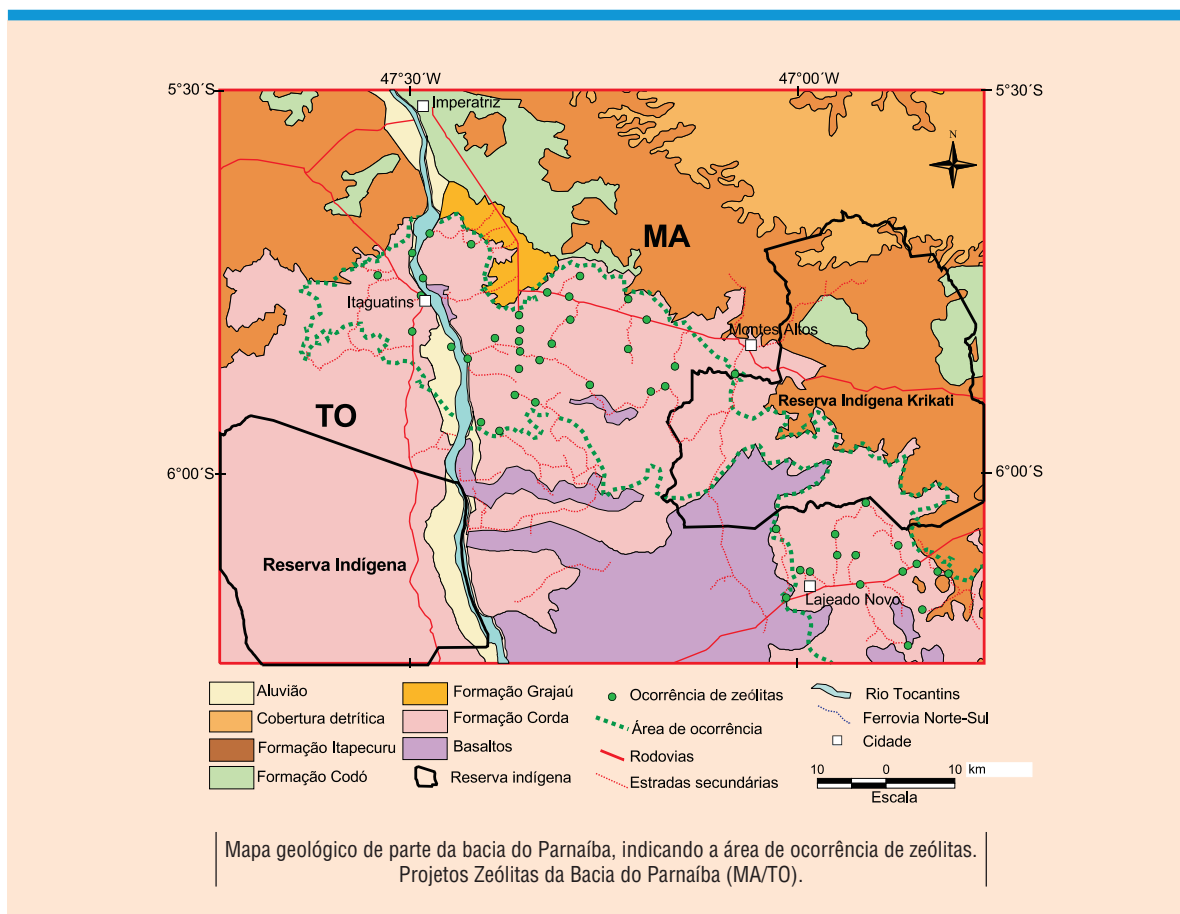 47°30´W
47°00´W
5°30´S
5°30´S
Imperatriz
N
MA
Itaguatins
Montes Altos
TO
Reserva Indígena Krikati
6°00´S
6°00´S
Reserva Indígena
Lajeado Novo
Aluvião
Cobertura detrítica
Formação Itapecuru
Formação Codó
Formação Grajaú
Formação Corda
Basaltos
Reserva indígena
Ocorrência de zeólitas
Área de ocorrência
Rodovias
Estradas secundárias
Rio Tocantins
Ferrovia Norte-Sul
Cidade
10 0 10 km
Escala
Mapa geológico de parte da bacia do Parnaíba, indicando a área de ocorrência de zeólitas.
Projetos Zeólitas da Bacia do Parnaíba (MA/TO).